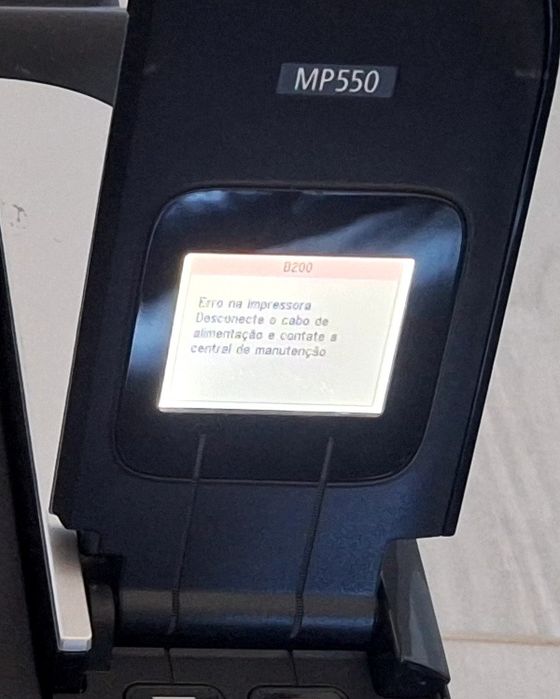 MP550
B200
Erro na impressora
Desconecte o cabo de
alimentação e contate a
central de manutenção